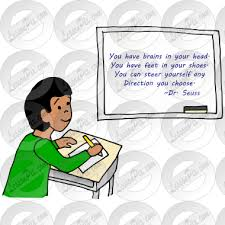 You have brains in your head.
You have feet in your shoes.
You can steer yourself any
Direction you choose.
~Dr. Seuss